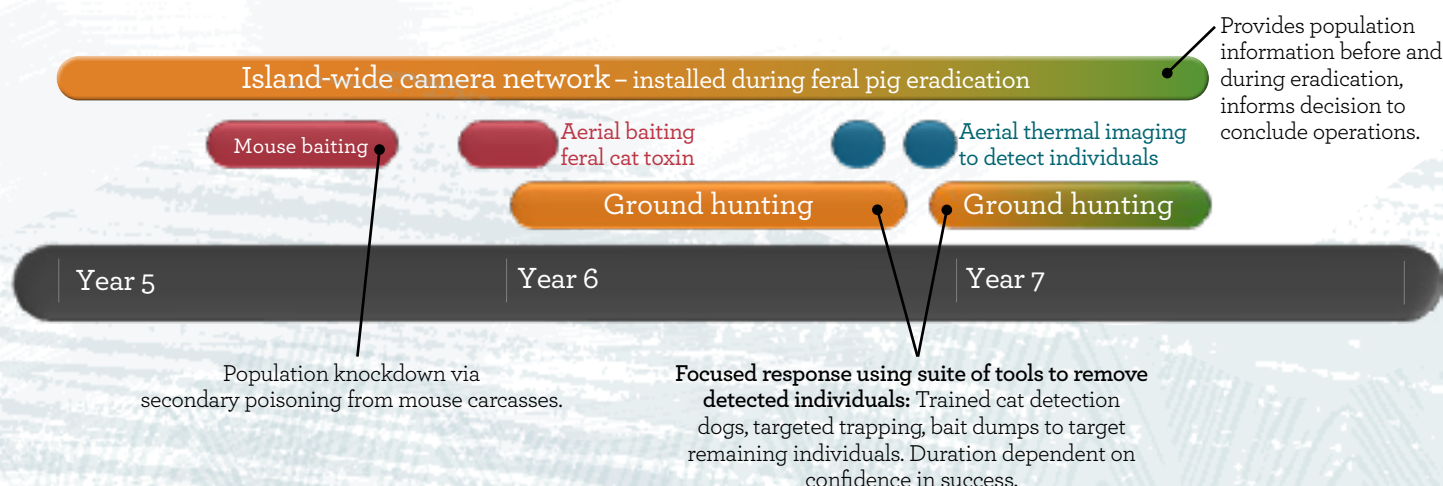 Provides population
information before and
during eradication,
informs decision to
conclude operations.
Island-wide camera network – installed during feral pig eradication
Mouse baiting
Aerial baiting
feral cat toxin
Aerial thermal imaging
to detect individuals
Ground hunting
Ground hunting
Year 5
Year 6
Year 7
Population knockdown via
secondary poisoning from mouse carcasses.
Focused response using suite of tools to remove
detected individuals: Trained cat detection
dogs, targeted trapping, bait dumps to target
remaining individuals. Duration dependent on
confidence in success.